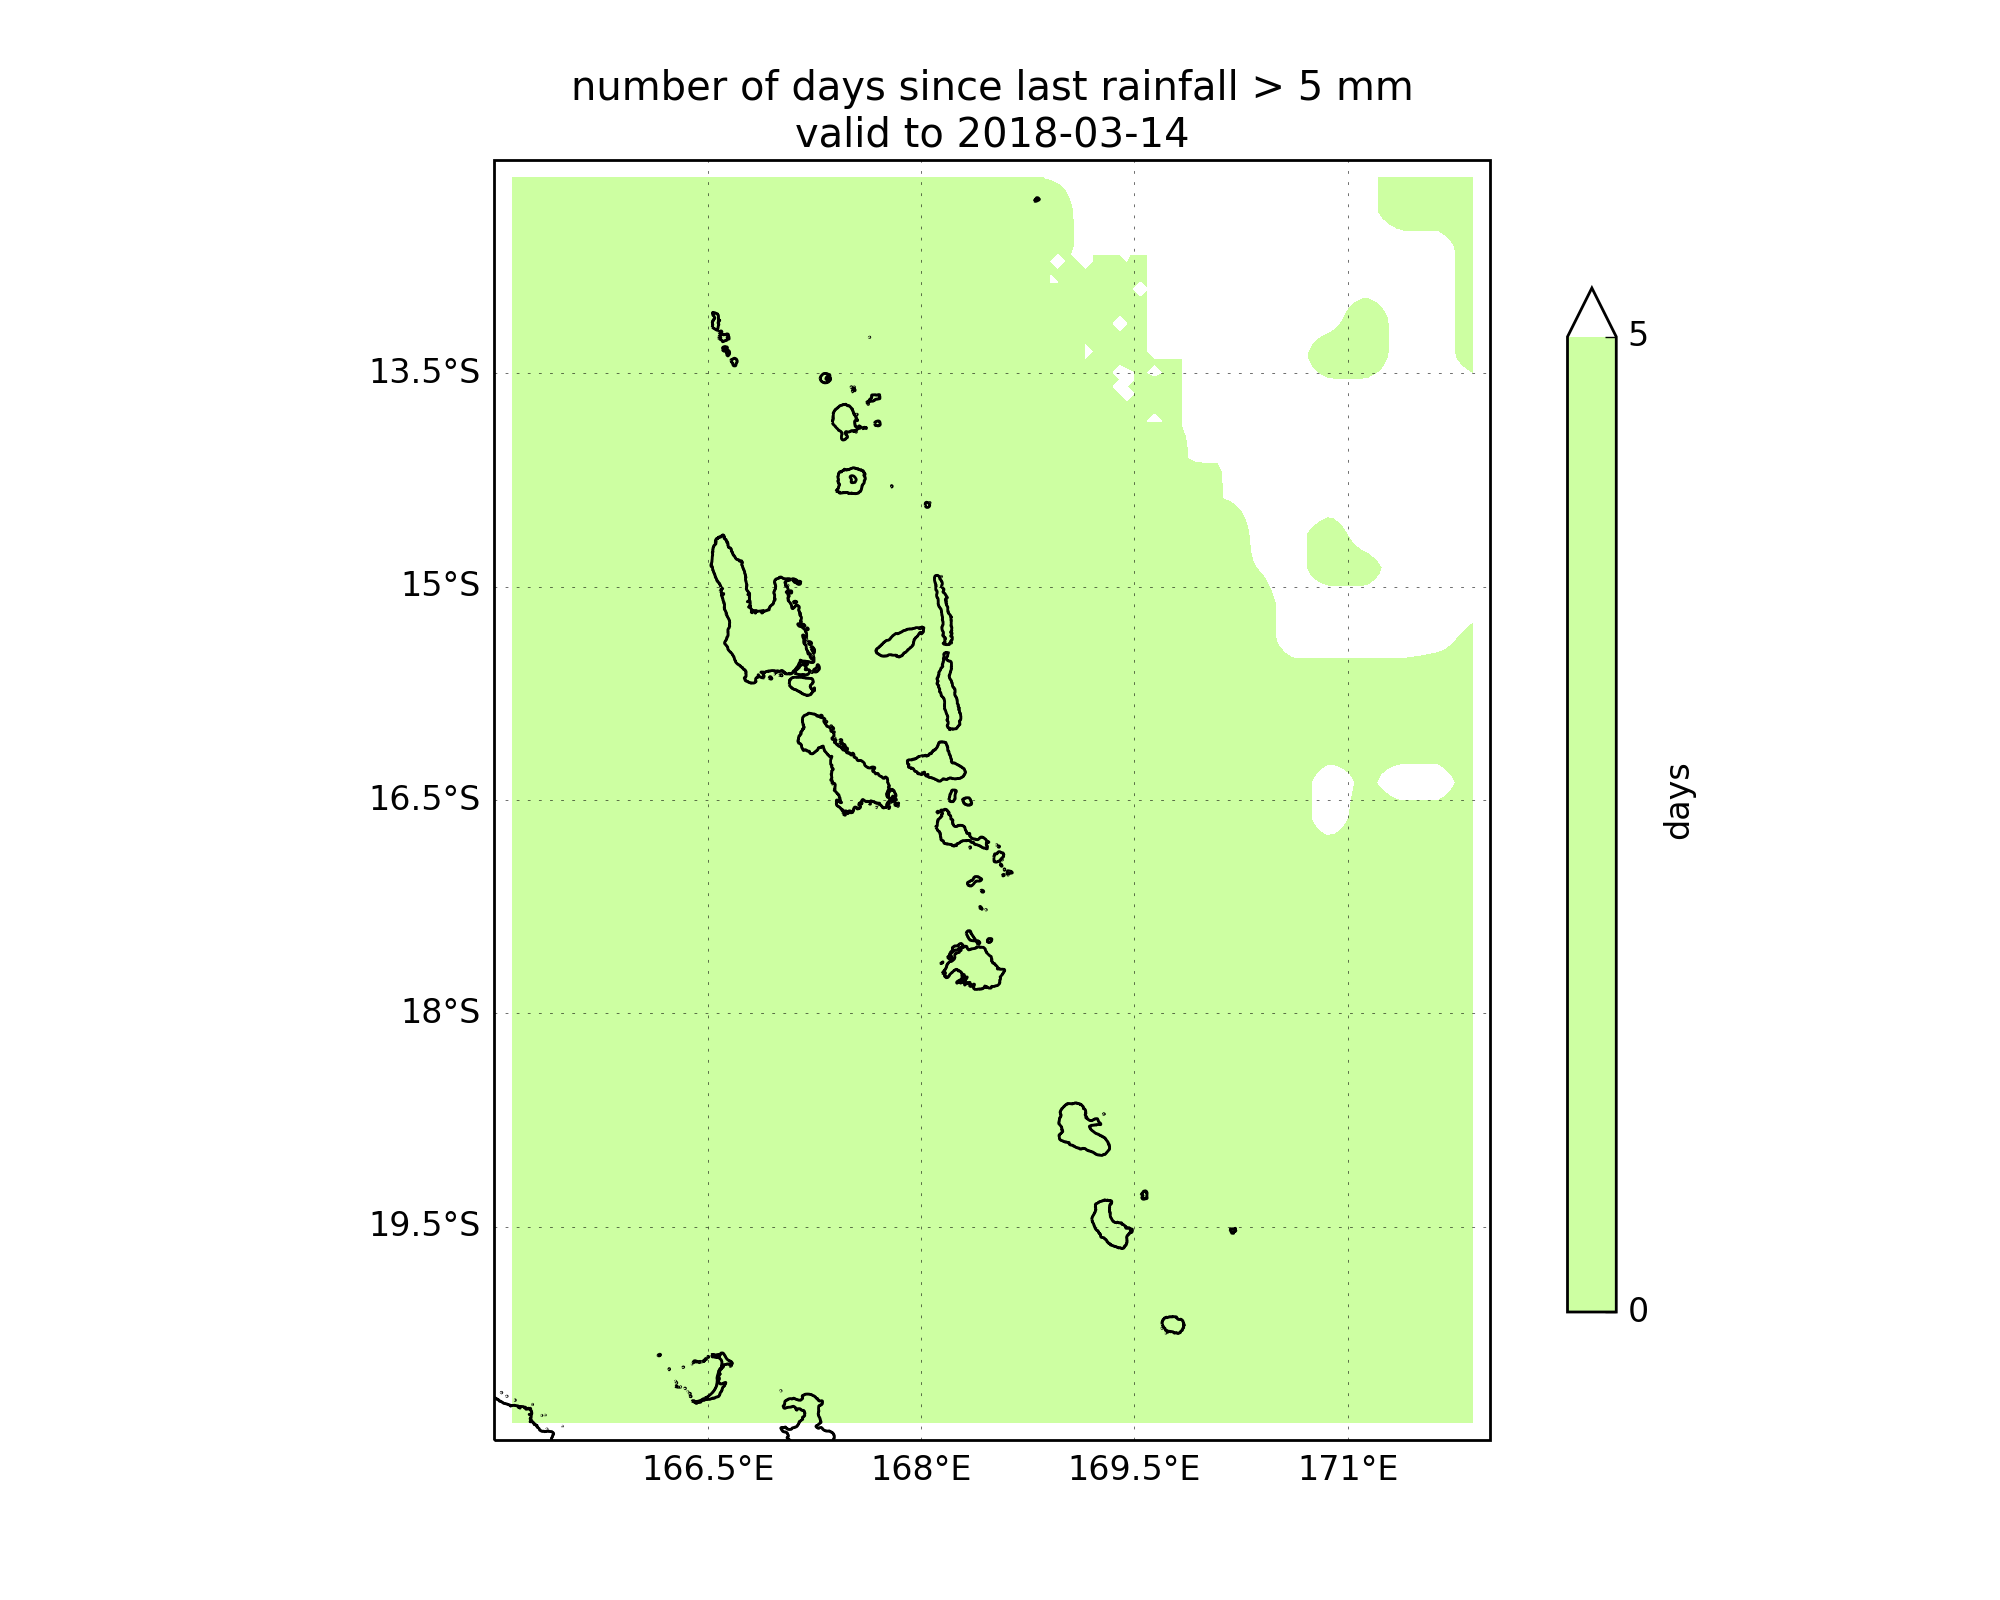 number of days since last rainfall > 5 mm
valid to 2018-03-14
13.5°S
15°S
16.5°S
18°S
19.5°S
166.5°E
168°E
169.5°E
171°E
5
0
days